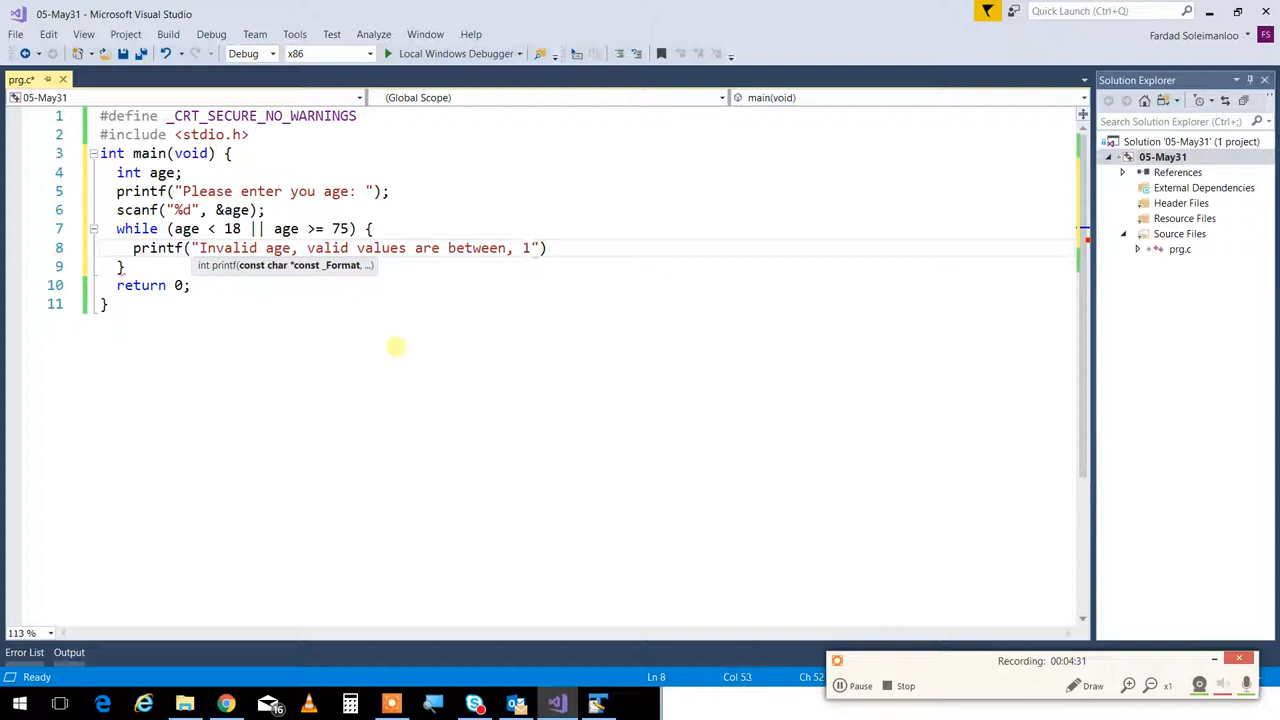 05-May31 - Microsoft Visual Studio
Quick Launch (Ctrl+Q)
File Edit View Project Build Debug Team Tools Test Analyze Window Help
Fardad Soleimanloo FS
Debug x86 Local Windows Debugger
prg.c*
05-May31 (Global Scope) main(void)
1 #define _CRT_SECURE_NO_WARNINGS
2 #include <stdio.h>
3 int main(void) {
4 int age;
5 printf("Please enter you age: ");
6 scanf("%d", &age);
7 while (age < 18 || age >= 75) {
8 printf("Invalid age, valid values are between, 1")
9 }
int printf(const char *const _Format, ...)
10 return 0;
11 }
Solution Explorer
Search Solution Explorer (Ctrl+;)
Solution '05-May31' (1 project)
05-May31
References
External Dependencies
Header Files
Resource Files
Source Files
prg.c
113 %
Error List Output
Ready Ln 8 Col 53 Ch 52
Recording: 00:04:31
Pause Stop Draw x1
16